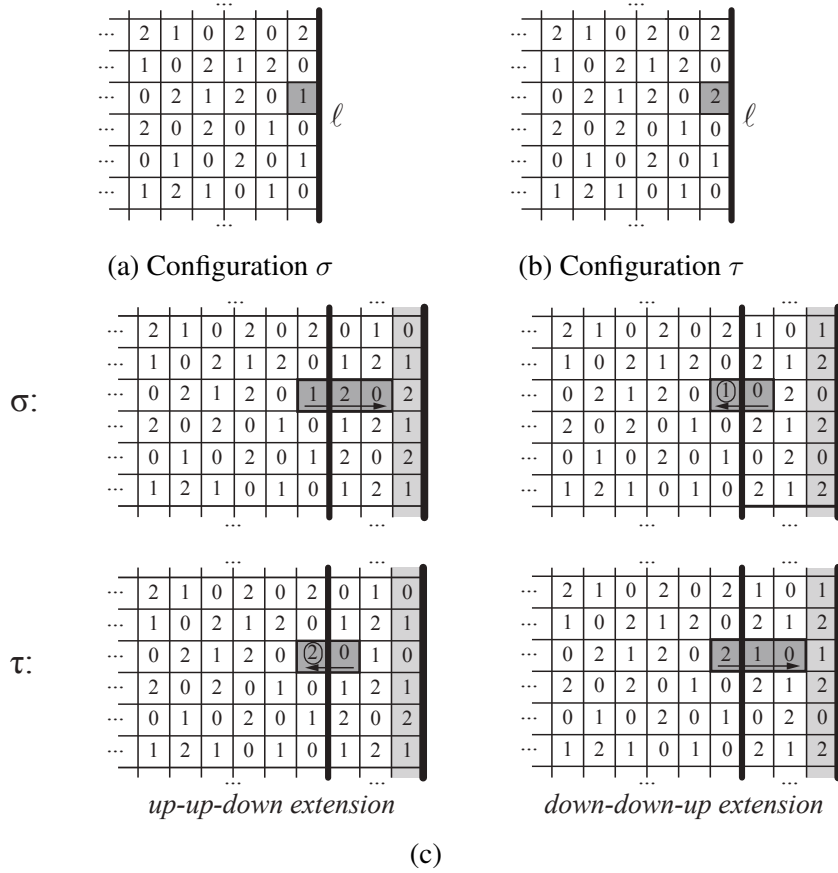 ...
... 2 1 0 2 0 2
... 1 0 2 1 2 0
... 0 2 1 2 0 1
ℓ
... 2 0 2 0 1 0
... 0 1 0 2 0 1
... 1 2 1 0 1 0
...
(a) Configuration σ
...
... 2 1 0 2 0 2
... 1 0 2 1 2 0
... 0 2 1 2 0 2
ℓ
... 2 0 2 0 1 0
... 0 1 0 2 0 1
... 1 2 1 0 1 0
...
(b) Configuration τ
σ:
... ...
... 2 1 0 2 0 2 0 1 0
... 1 0 2 1 2 0 1 2 1
... 0 2 1 2 0 1 2 0 2
... 2 0 2 0 1 0 1 2 1
... 0 1 0 2 0 1 2 0 2
... 1 2 1 0 1 0 1 2 1
... ...
... ...
... 2 1 0 2 0 2 1 0 1
... 1 0 2 1 2 0 2 1 2
... 0 2 1 2 0 1 0 2 0
... 2 0 2 0 1 0 2 1 2
... 0 1 0 2 0 1 0 2 0
... 1 2 1 0 1 0 2 1 2
... ...
τ:
... ...
... 2 1 0 2 0 2 0 1 0
... 1 0 2 1 2 0 1 2 1
... 0 2 1 2 0 2 0 1 0
... 2 0 2 0 1 0 1 2 1
... 0 1 0 2 0 1 2 0 2
... 1 2 1 0 1 0 1 2 1
... ...
up-up-down extension
... ...
... 2 1 0 2 0 2 1 0 1
... 1 0 2 1 2 0 2 1 2
... 0 2 1 2 0 2 1 0 1
... 2 0 2 0 1 0 2 1 2
... 0 1 0 2 0 1 0 2 0
... 1 2 1 0 1 0 2 1 2
... ...
down-down-up extension
(c)